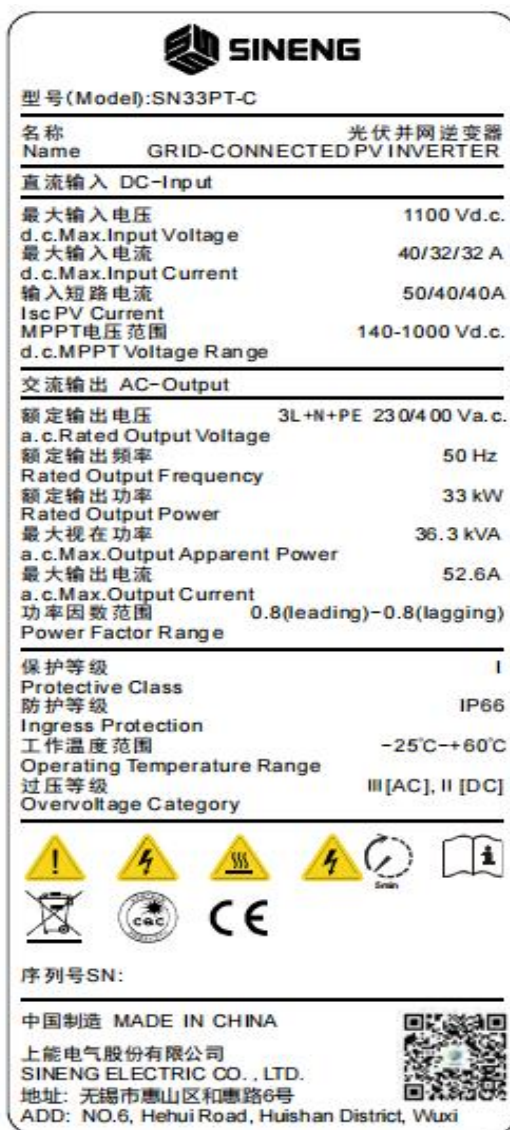 SINENG
型号(Model):SN33PT-C
名称 光伏并网逆变器
Name GRID-CONNECTED PV INVERTER
直流输入 DC-Input
最大输入电压 1100 Vd.c.
d.c.Max.Input Voltage
最大输入电流 40/32/32 A
d.c.Max.Input Current
输入短路电流 50/40/40A
Isc PV Current
MPPT电压范围 140-1000 Vd.c.
d.c.MPPT Voltage Range
交流输出 AC-Output
额定输出电压 3L+N+PE 230/400 Va.c.
a.c.Rated Output Voltage
额定输出频率 50 Hz
Rated Output Frequency
额定输出功率 33 kW
Rated Output Power
最大视在功率 36.3 kVA
a.c.Max.Output Apparent Power
最大输出电流 52.6A
a.c.Max.Output Current
功率因数范围 0.8(leading)-0.8(lagging)
Power Factor Range
保护等级 I
Protective Class
防护等级 IP66
Ingress Protection
工作温度范围 -25℃-+60℃
Operating Temperature Range
过压等级 III[AC], II [DC]
Overvoltage Category
5min
cqc CE
序列号SN:
中国制造 MADE IN CHINA
上能电气股份有限公司
SINENG ELECTRIC CO., LTD.
地址: 无锡市惠山区和惠路6号
ADD: NO.6, Hehui Road, Huishan District, Wuxi